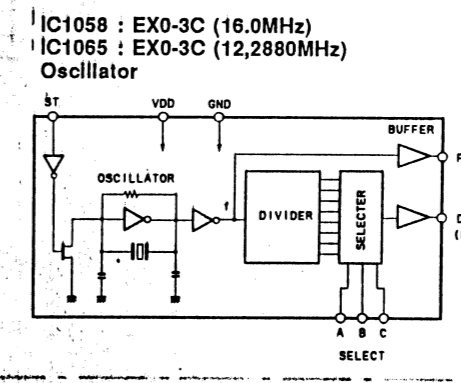 IC1058 : EX0-3C (16.0MHz)
IC1065 : EX0-3C (12,2880MHz)
Oscillator
ST VDD GND
BUFFER
F
OSCILLATOR
f
DIVIDER
SELECTER
D
(
A B C
SELECT